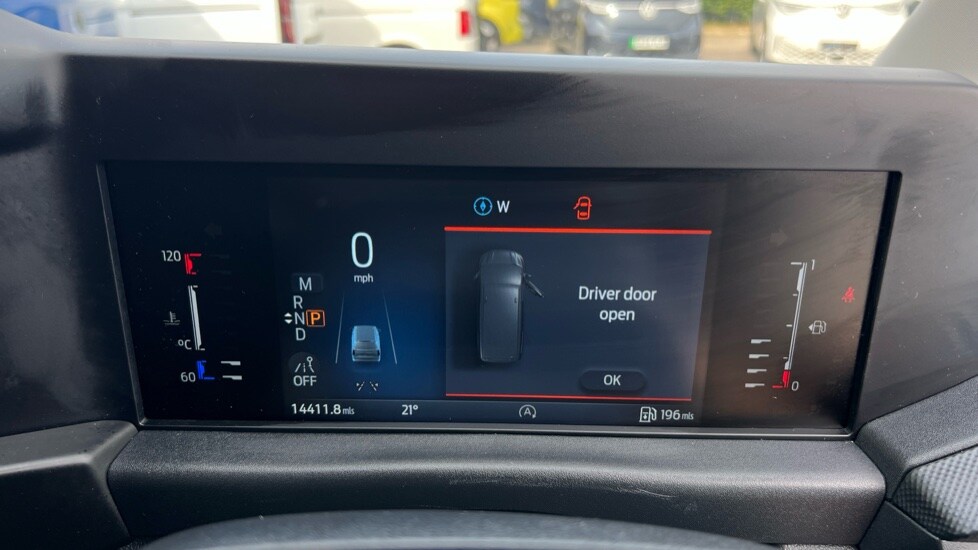 W
120
°C
60
0
mph
M
R
N P
D
OFF
Driver door
open
OK
14411.8 mls
21°
A
196 mls
1
0